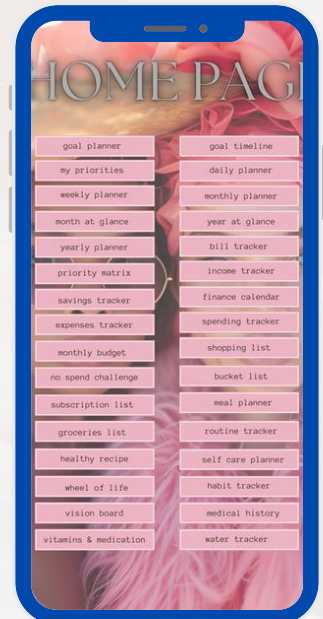 HOME PAG
goal planner
goal timeline
my priorities
daily planner
weekly planner
monthly planner
month at glance
year at glance
yearly planner
bill tracker
priority matrix
income tracker
savings tracker
finance calendar
expenses tracker
spending tracker
monthly budget
shopping list
no spend challenge
bucket list
subscription list
meal planner
groceries list
routine tracker
healthy recipe
self care planner
wheel of life
habit tracker
vision board
medical history
vitamins & medication
water tracker